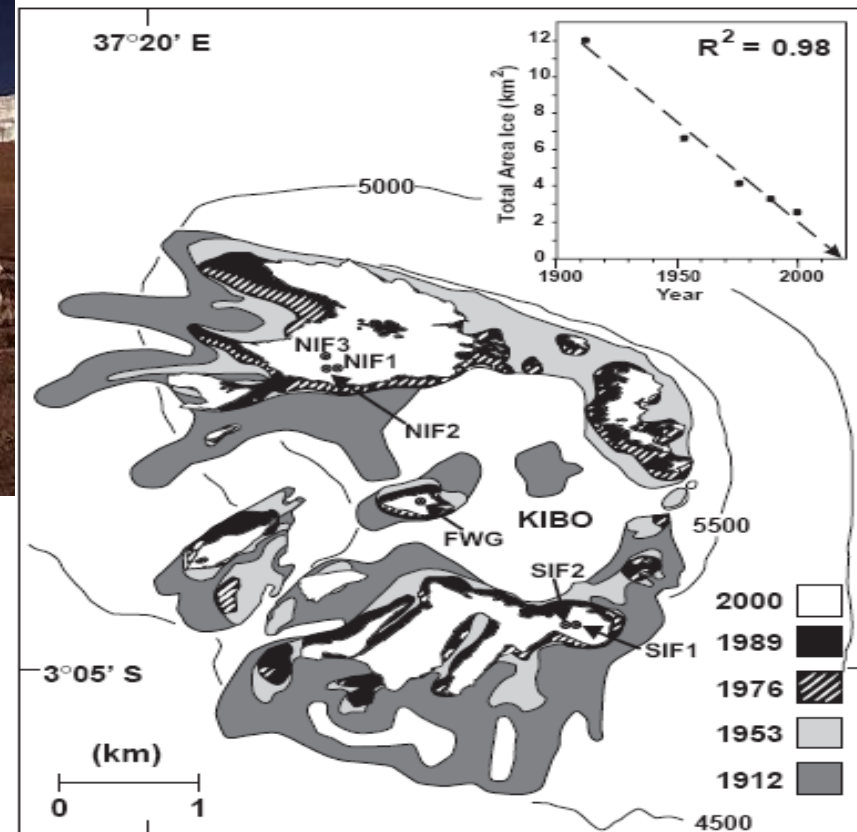 37°20' E
R² = 0.98
Total Area Ice (km²)
12
10
8
6
4
2
0
1900
1950
2000
Year
5000
NIF3
NIF1
NIF2
KIBO
FWG
5500
SIF2
SIF1
3°05' S
(km)
0
1
2000
1989
1976
1953
1912
4500